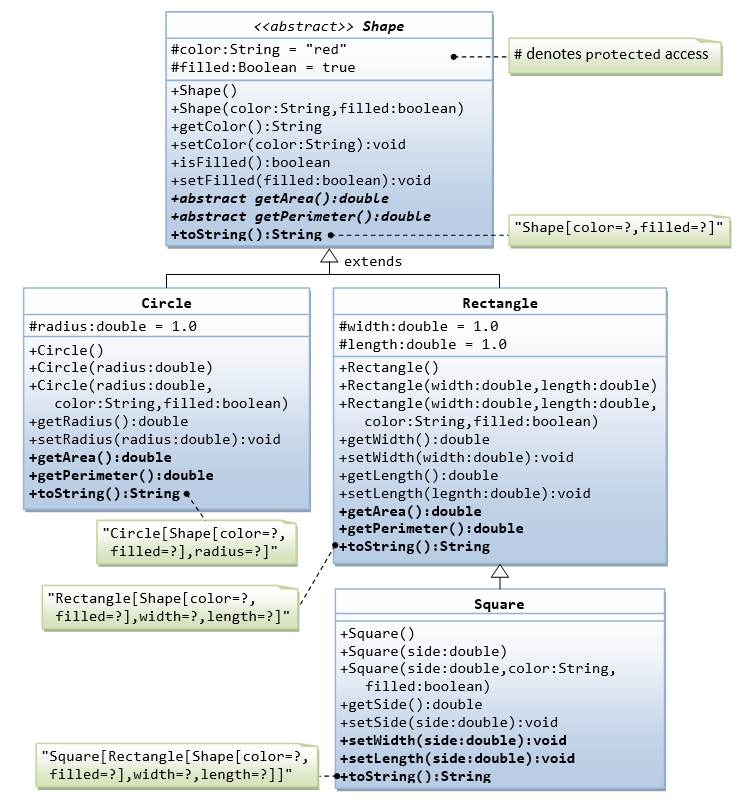 <<abstract>> Shape
#color:String = "red"
#filled:Boolean = true
# denotes protected access
+Shape()
+Shape(color:String,filled:boolean)
+getColor():String
+setColor(color:String):void
+isFilled():boolean
+setFilled(filled:boolean):void
+abstract getArea():double
+abstract getPerimeter():double
+toString():String
"Shape[color=?,filled=?]"
extends
Circle
#radius:double = 1.0
+Circle()
+Circle(radius:double)
+Circle(radius:double,
color:String,filled:boolean)
+getRadius():double
+setRadius(radius:double):void
+getArea():double
+getPerimeter():double
+toString():String
"Circle[Shape[color=?,
filled=?],radius=?]"
Rectangle
#width:double = 1.0
#length:double = 1.0
+Rectangle()
+Rectangle(width:double,length:double)
+Rectangle(width:double,length:double,
color:String,filled:boolean)
+getWidth():double
+setWidth(width:double):void
+getLength():double
+setLength(legnth:double):void
+getArea():double
+getPerimeter():double
+toString():String
"Rectangle[Shape[color=?,
filled=?],width=?,length=?]"
Square
+Square()
+Square(side:double)
+Square(side:double,color:String,
filled:boolean)
+getSide():double
+setSide(side:double):void
+setWidth(side:double):void
+setLength(side:double):void
+toString():String
"Square[Rectangle[Shape[color=?,
filled=?],width=?,length=?]]"